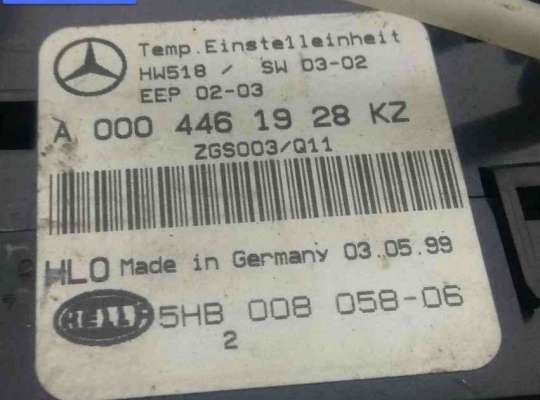 Temp.Einstelleinheit
HW518 / SW 03-02
EEP 02-03
A 000 446 19 28 KZ
ZGS003/Q11
HLO Made in Germany 03.05.99
HELLA 5HB 008 058-06
2